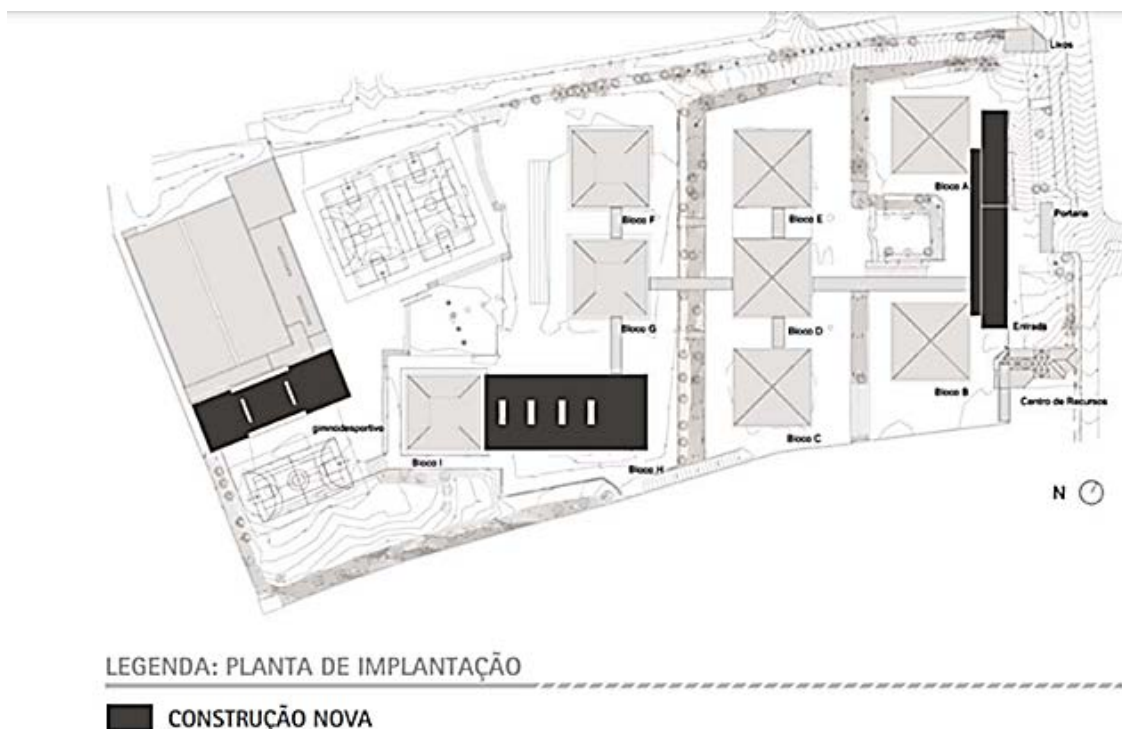 Lixos
Bloco A
Portaria
Bloco F
Bloco E
Bloco G
Bloco D
Entrada
Bloco B
Centro de Recursos
gimnodesportivo
Bloco C
Bloco I
Bloco H
N
LEGENDA: PLANTA DE IMPLANTAÇÃO
CONSTRUÇÃO NOVA